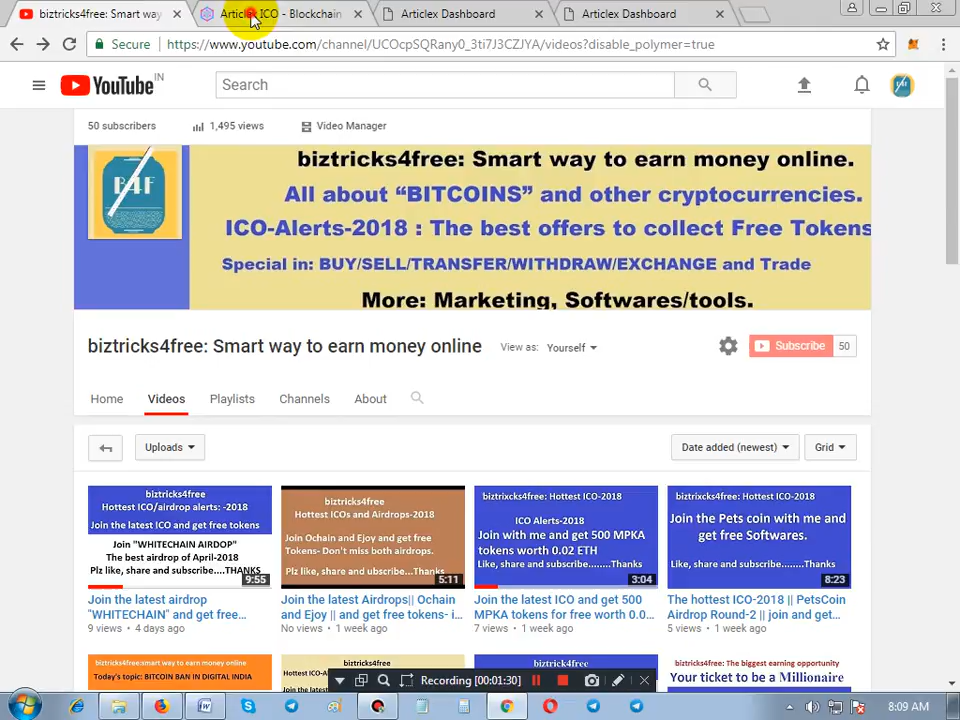 biztricks4free: Smart way
Articlex ICO - Blockchain
Articlex Dashboard
Articlex Dashboard
Secure
https://www.youtube.com/channel/UCOcpSQRany0_3ti7J3CZJYA/videos?disable_polymer=true
YouTube IN
Search
50 subscribers
1,495 views
Video Manager
B4F
biztricks4free: Smart way to earn money online.
All about “BITCOINS” and other cryptocurrencies.
ICO-Alerts-2018 : The best offers to collect Free Tokens
Special in: BUY/SELL/TRANSFER/WITHDRAW/EXCHANGE and Trade
More: Marketing, Softwares/tools.
biztricks4free: Smart way to earn money online
View as:
Yourself
Subscribe
50
Home
Videos
Playlists
Channels
About
Uploads
Date added (newest)
Grid
biztricks4free
Hottest ICO/airdrop alerts: -2018
Join the latest ICO and get free tokens
Join "WHITECHAIN AIRDOP"
The best airdrop of April-2018
Plz like, share and subscribe....THANKS
9:55
Join the latest airdrop
"WHITECHAIN" and get free...
9 views • 4 days ago
biztricks4free
Hottest ICOs and Airdrops-2018
Join Ochain and Ejoy and get free
Tokens- Don't miss both airdrops.
Plz like, share and ubscribe...Thanks
5:11
Join the latest Airdrops|| Ochain
and Ejoy || and get free tokens- i...
No views • 1 week ago
biztrixcks4free: Hottest ICO-2018
ICO Alerts-2018
Join with me and get 500 MPKA
tokens worth 0.02 ETH
Like, share and subscribe........Thanks
3:04
Join the latest ICO and get 500
MPKA tokens for free worth 0.0...
7 views • 1 week ago
biztrixcks4free: Hottest ICO-2018
Join the Pets coin with me and
get free Softwares.
Like, share and subscribe........Thanks
8:23
The hottest ICO-2018 || PetsCoin
Airdrop Round-2 || join and get...
5 views • 1 week ago
biztricks4free:smart way to earn money online
Today's topic: BITCOIN BAN IN DIGITAL INDIA
biztricks4free
biztrick4free
biztricks4free: The biggest earning opportunity
Your ticket to be a Millionaire
Recording [00:01:30]
8:09 AM